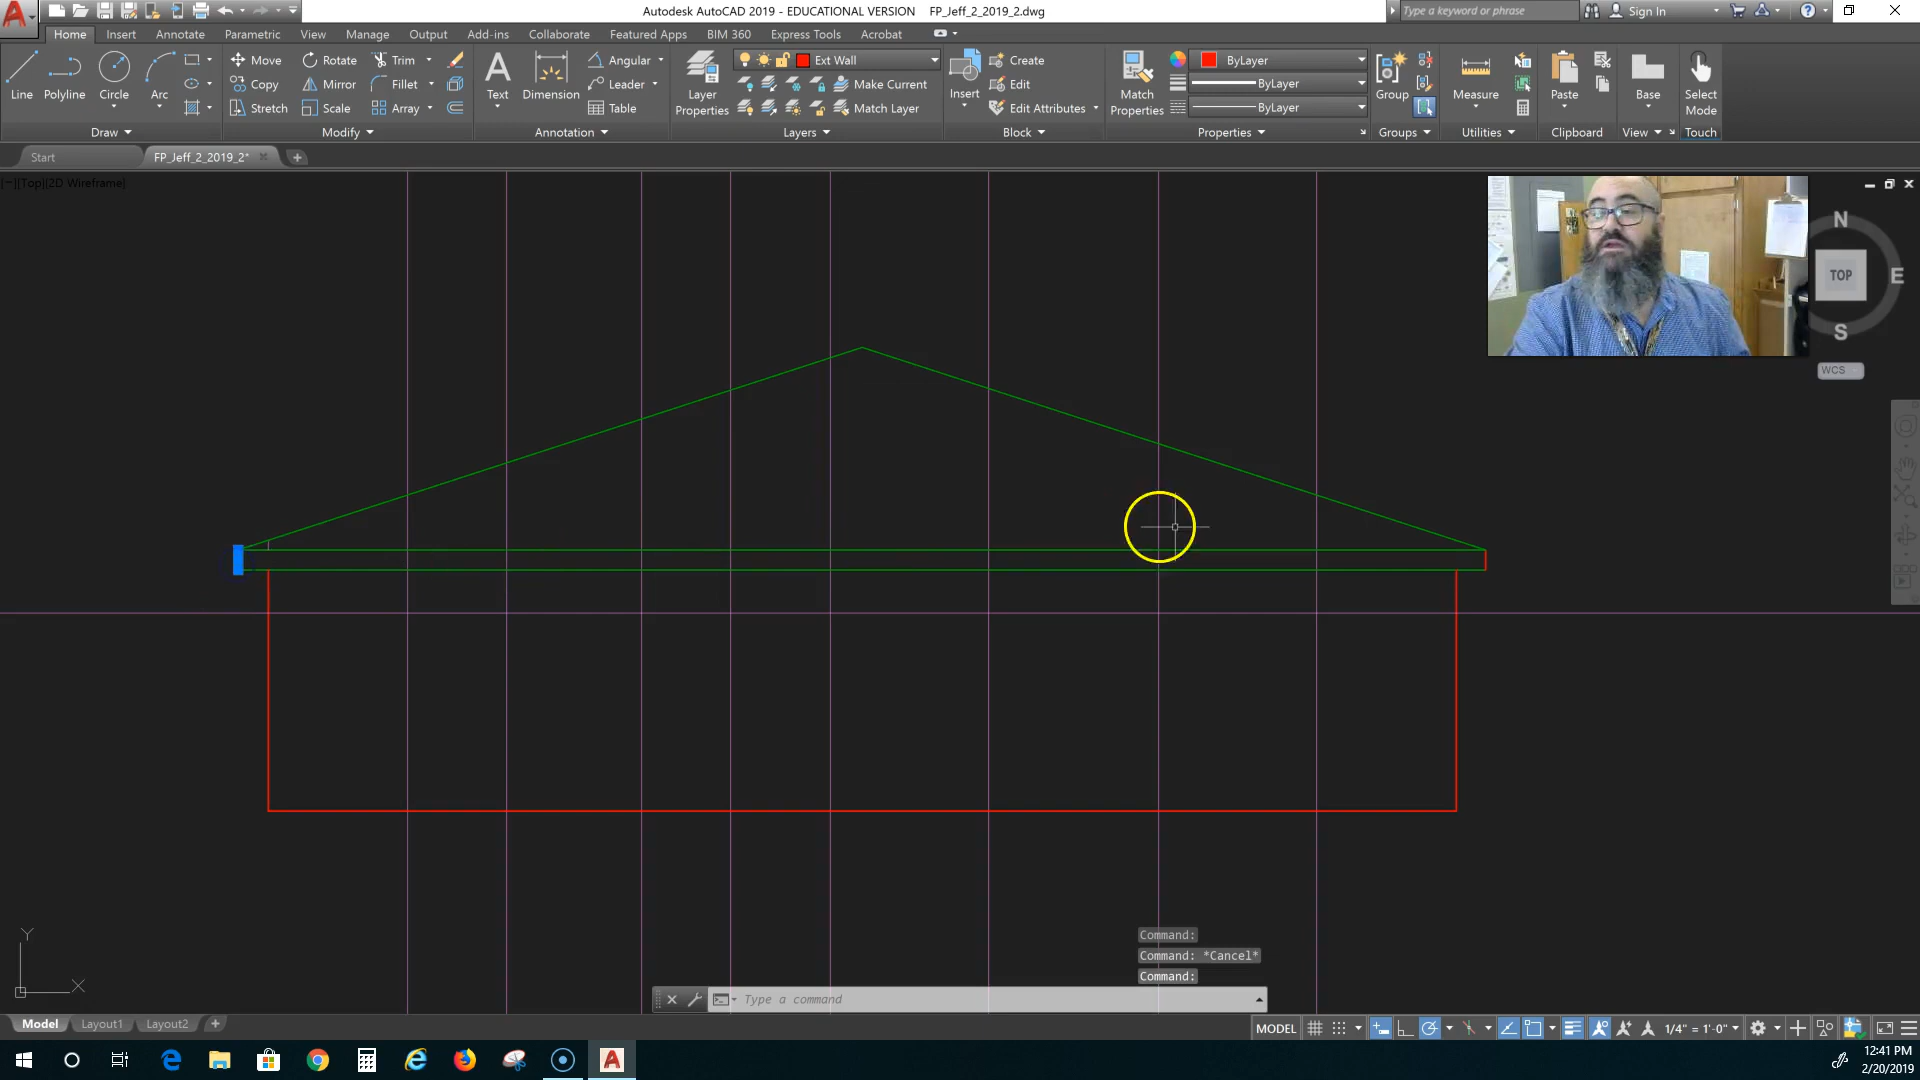 Autodesk AutoCAD 2019 - EDUCATIONAL VERSION FP_Jeff_2_2019_2.dwg
Type a keyword or phrase
Sign In
Home Insert Annotate Parametric View Manage Output Add-ins Collaborate Featured Apps BIM 360 Express Tools Acrobat
Line Polyline Circle Arc
Draw
Move Rotate Trim
Copy Mirror Fillet
Stretch Scale Array
Modify
Text Dimension
Angular
Leader
Table
Annotation
Layer
Properties
Ext Wall
Make Current
Match Layer
Layers
Insert
Create
Edit
Edit Attributes
Block
Match
Properties
ByLayer
ByLayer
ByLayer
Properties
Group
Groups
Measure
Utilities
Paste
Clipboard
Base
View
Select
Mode
Touch
Start FP_Jeff_2_2019_2*
[−][Top][2D Wireframe]
N
TOP
E
S
WCS
Y
X
Command:
Command: *Cancel*
Command:
Type a command
Model Layout1 Layout2
MODEL
1/4" = 1'-0"
12:41 PM
2/20/2019